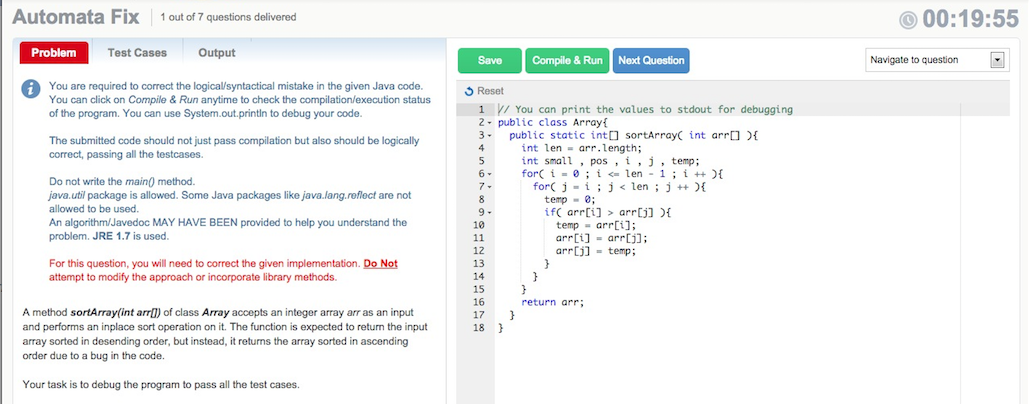 Automata Fix
1 out of 7 questions delivered
00:19:55
Problem
Test Cases
Output
You are required to correct the logical/syntactical mistake in the given Java code.
You can click on Compile & Run anytime to check the compilation/execution status
of the program. You can use System.out.println to debug your code.
The submitted code should not just pass compilation but also should be logically
correct, passing all the testcases.
Do not write the main() method.
java.util package is allowed. Some Java packages like java.lang.reflect are not
allowed to be used.
An algorithm/Javedoc MAY HAVE BEEN provided to help you understand the
problem. JRE 1.7 is used.
For this question, you will need to correct the given implementation. Do Not
attempt to modify the approach or incorporate library methods.
A method sortArray(int arr[]) of class Array accepts an integer array arr as an input
and performs an inplace sort operation on it. The function is expected to return the input
array sorted in desending order, but instead, it returns the array sorted in ascending
order due to a bug in the code.
Your task is to debug the program to pass all the test cases.
Save
Compile & Run
Next Question
Navigate to question
Reset
1 // You can print the values to stdout for debugging
2 public class Array{
3 public static int[] sortArray( int arr[] ){
4 int len = arr.length;
5 int small , pos , i , j , temp;
6 for( i = 0 ; i <= len - 1 ; i ++ ){
7 for( j = i ; j < len ; j ++ ){
8 temp = 0;
9 if( arr[i] > arr[j] ){
10 temp = arr[i];
11 arr[i] = arr[j];
12 arr[j] = temp;
13 }
14 }
15 }
16 return arr;
17 }
18 }